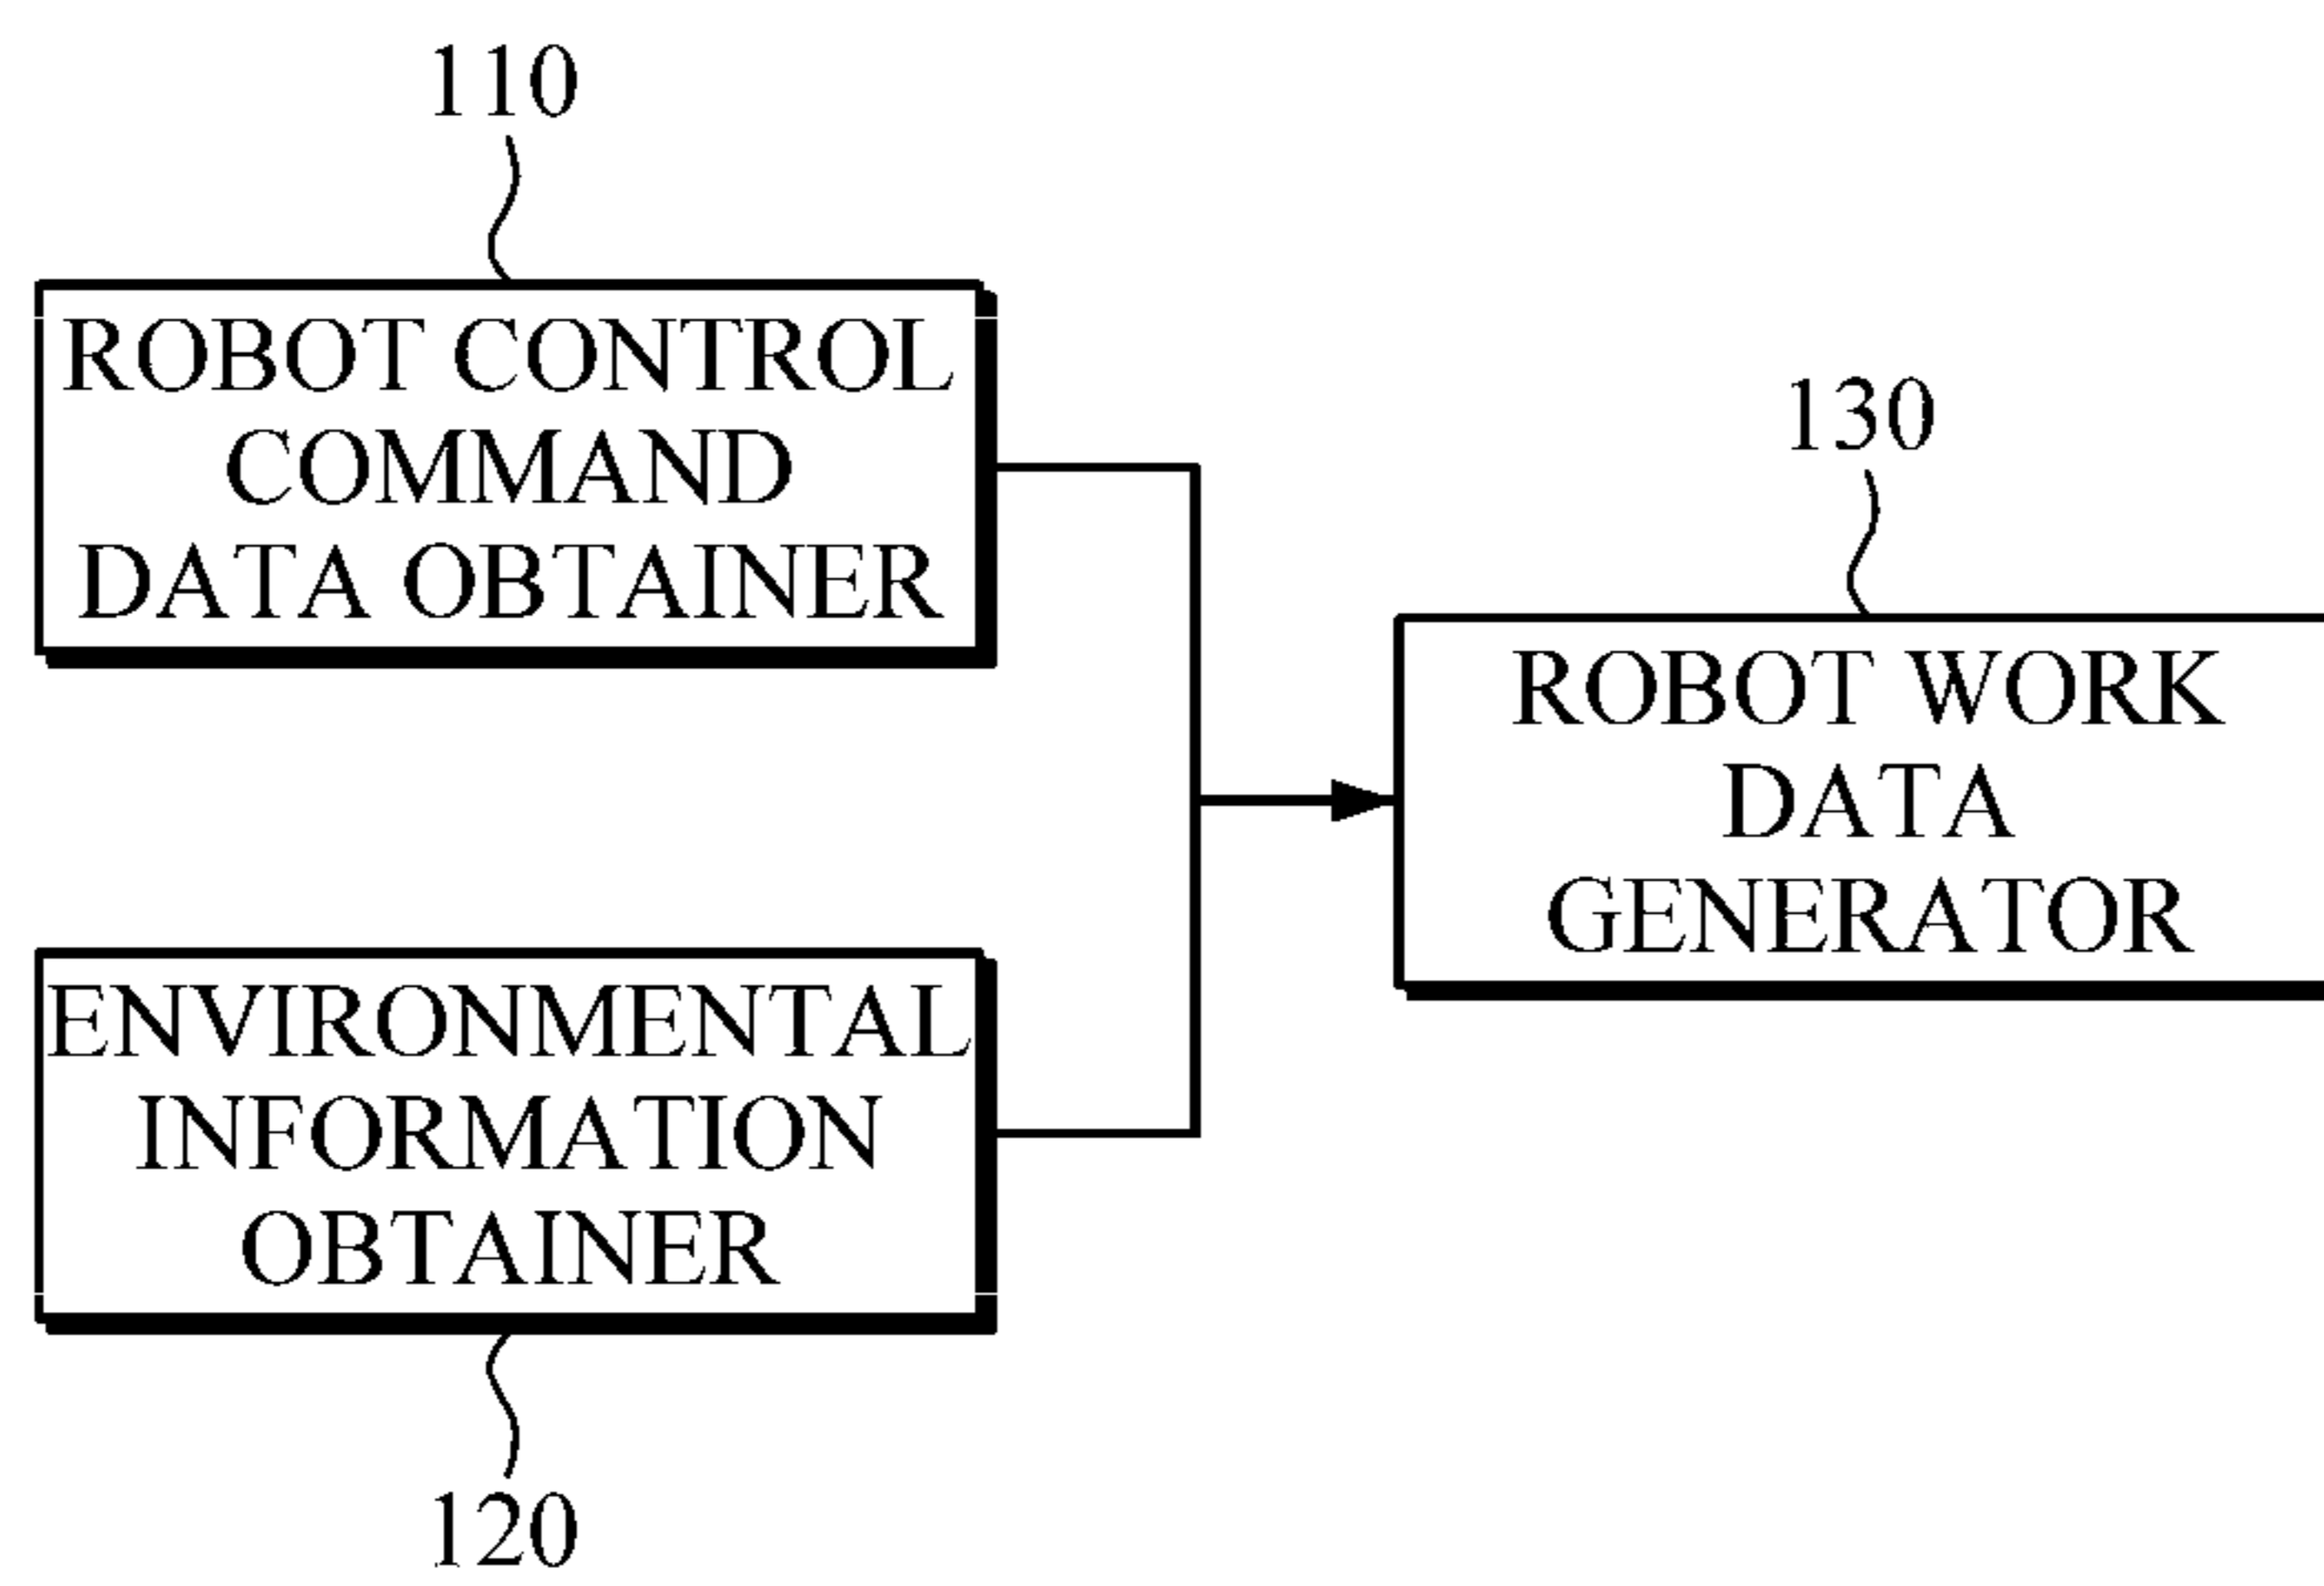 110
ROBOT CONTROL
COMMAND
DATA OBTAINER
130
ROBOT WORK
DATA
GENERATOR
ENVIRONMENTAL
INFORMATION
OBTAINER
120